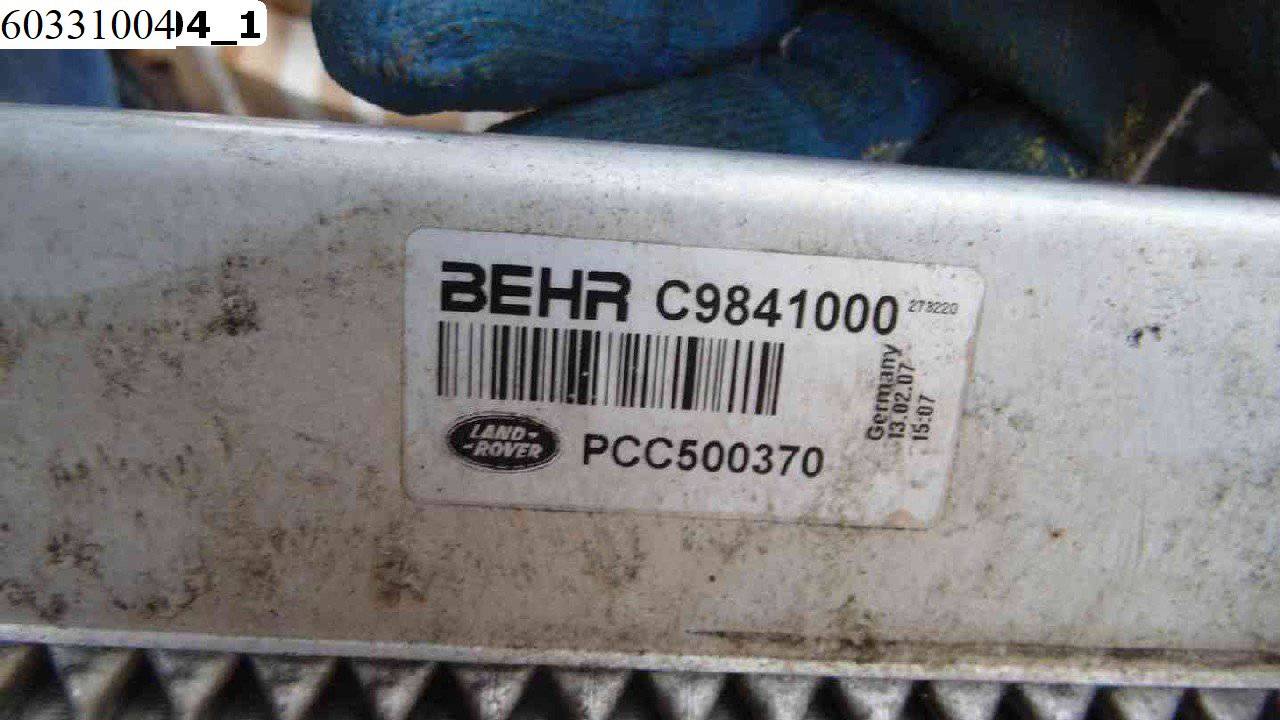 603310044_1
BEHR C9841000 273220
LAND-
-ROVER
PCC500370
Germany
13.02.07
15:07